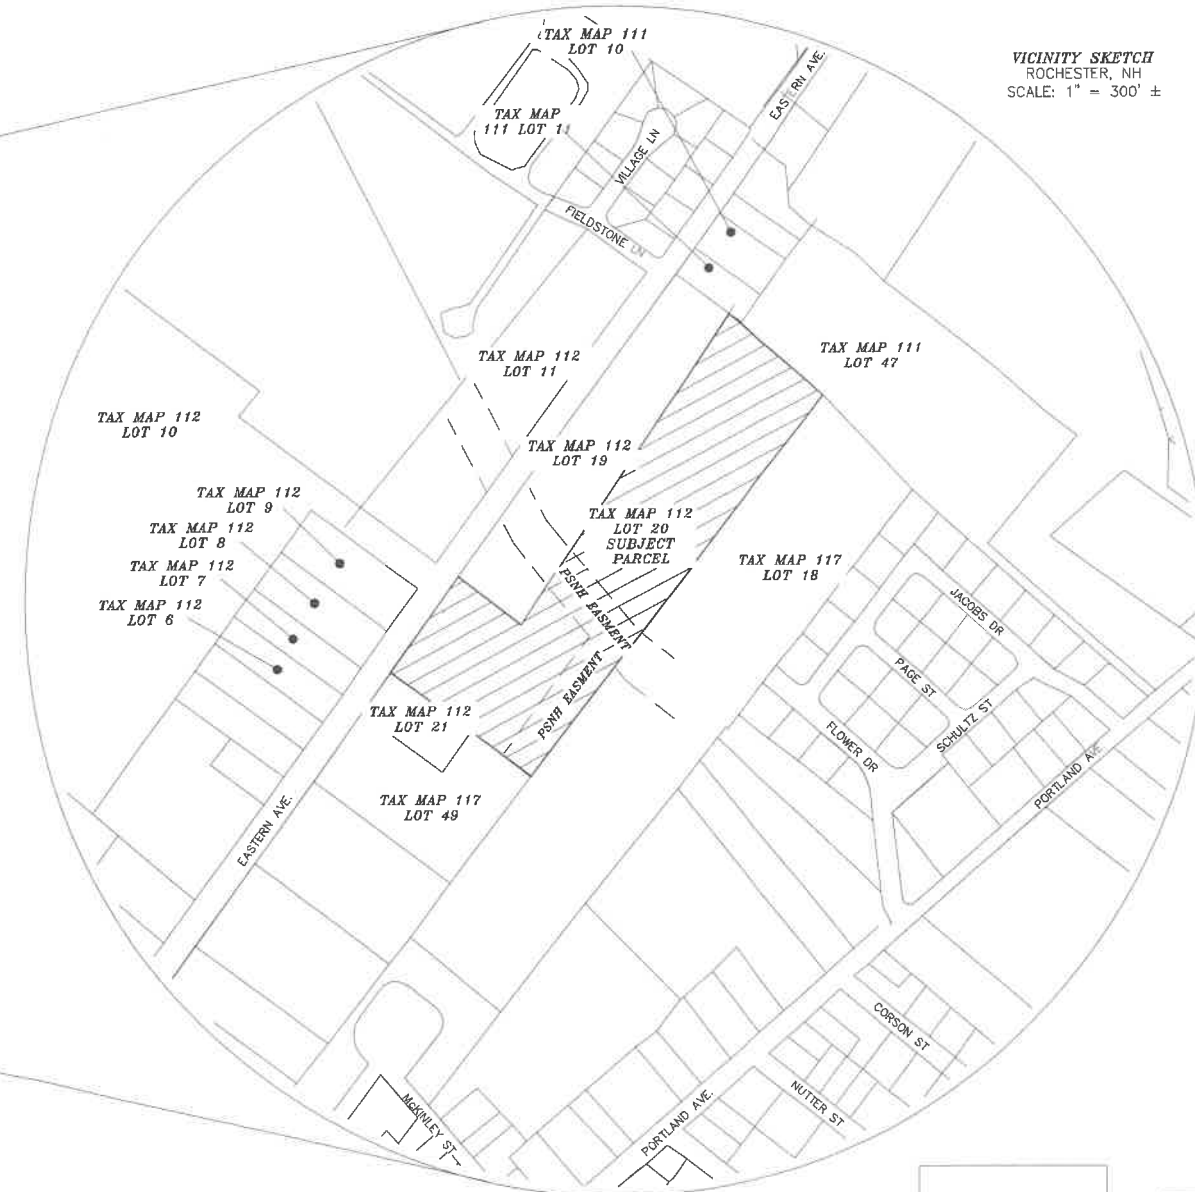 TAX MAP 111
LOT 10
VICINITY SKETCH
ROCHESTER, NH
SCALE: 1" = 300' ±
EASTERN AVE.
TAX MAP
111 LOT 11
VILLAGE LN
FIELDSTONE LN
TAX MAP 112
LOT 11
TAX MAP 111
LOT 47
TAX MAP 112
LOT 10
TAX MAP 112
LOT 19
TAX MAP 112
LOT 9
TAX MAP 112
LOT 8
TAX MAP 112
LOT 7
TAX MAP 112
LOT 6
TAX MAP 112
LOT 20
SUBJECT
PARCEL
TAX MAP 117
LOT 18
PSNH EASMENT
PSNH EASMENT
JACOBS DR
PAGE ST
SCHULTZ ST
FLOWER DR
PORTLAND AVE
TAX MAP 112
LOT 21
TAX MAP 117
LOT 49
EASTERN AVE.
CORSON ST
NUTTER ST
PORTLAND AVE.
McKINLEY ST